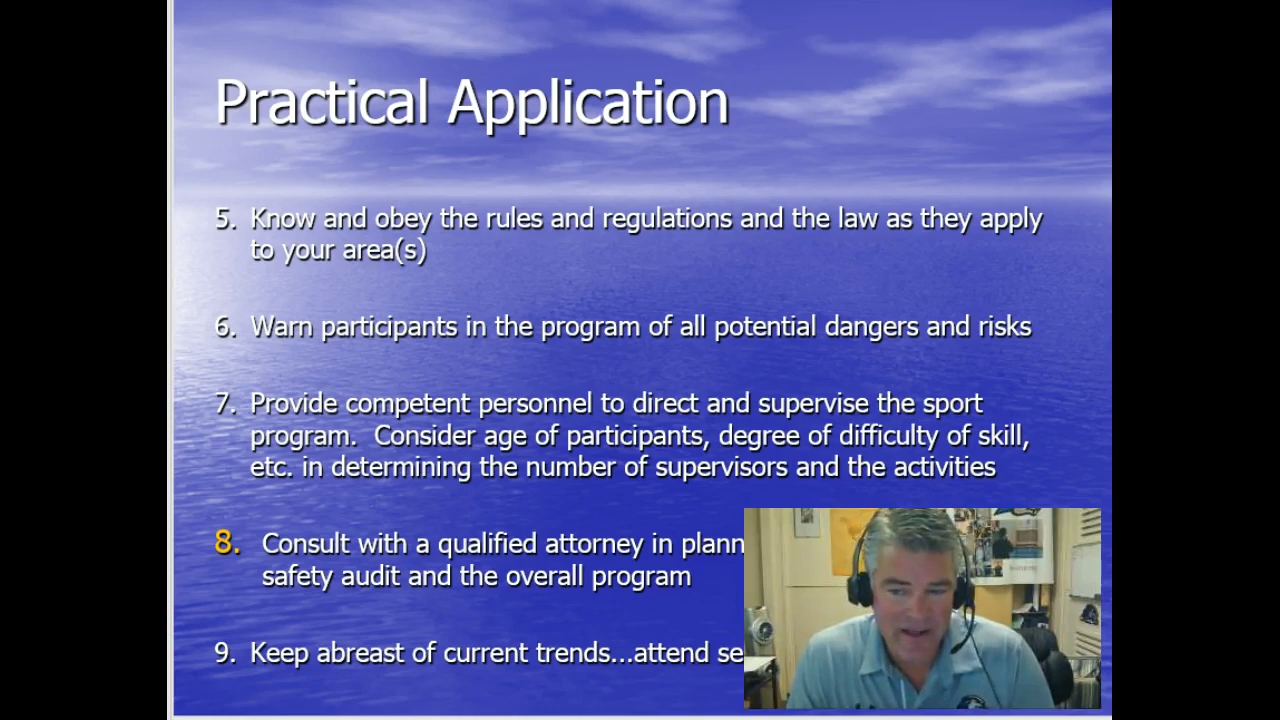 Practical Application
5. Know and obey the rules and regulations and the law as they apply
to your area(s)
6. Warn participants in the program of all potential dangers and risks
7. Provide competent personnel to direct and supervise the sport
program. Consider age of participants, degree of difficulty of skill,
etc. in determining the number of supervisors and the activities
8. Consult with a qualified attorney in
safety audit and the overall program
9. Keep abreast of current trends...attend